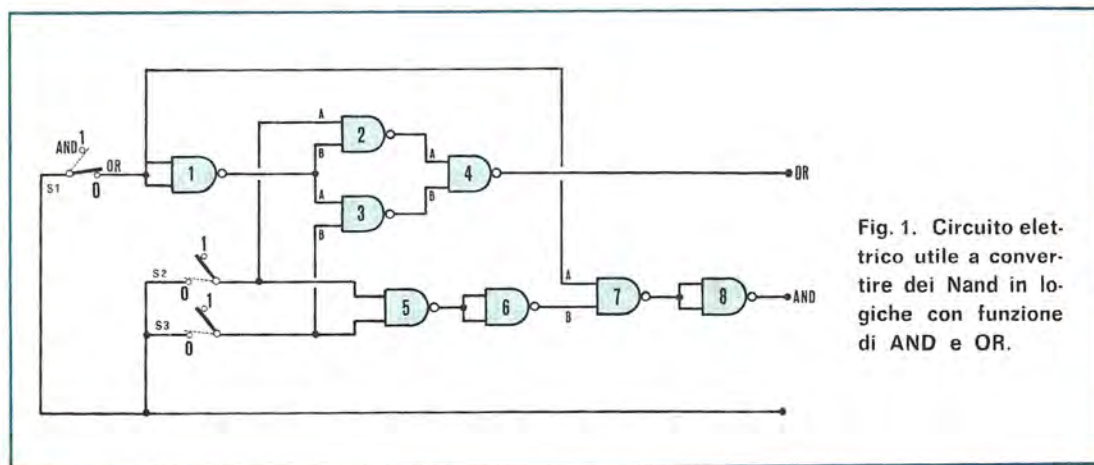 A
2
B
A
4
B
OR
AND 1
OR
S1
0
1
A
3
B
1
S2
0
1
S3
0
5
6
A
7
B
8
AND
Fig. 1. Circuito elet-
trico utile a conver-
tire dei Nand in lo-
giche con funzione
di AND e OR.